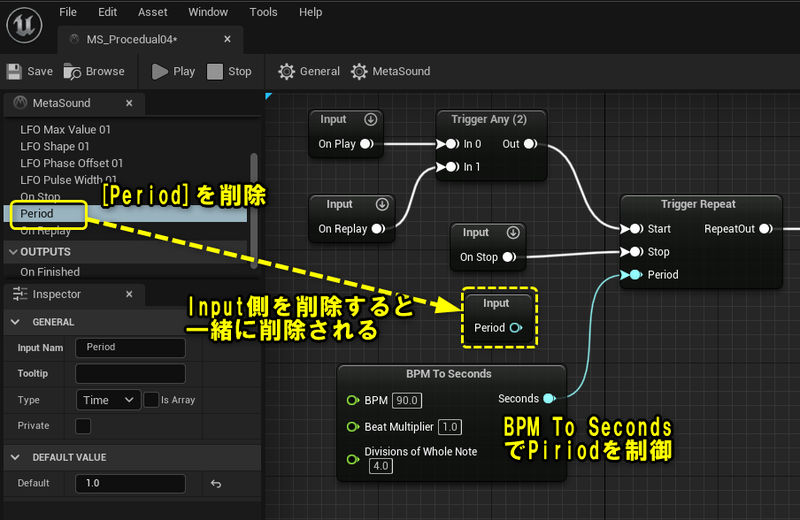 File Edit Asset Window Tools Help
MS_Procedual04*
Save Browse Play Stop General MetaSound
MetaSound
LFO Max Value 01
LFO Shape 01
LFO Phase Offset 01
LFO Pulse Width 01
On Stop
Period
On Replay
OUTPUTS
On Finished
[Period]を削除
Inspector
GENERAL
Input Nam Period
Tooltip
Type Time Is Array
Private
DEFAULT VALUE
Default 1.0
Input側を削除すると
一緒に削除される
Input
On Play
Trigger Any (2)
In 0 Out
In 1
Input
On Replay
Input
On Stop
Trigger Repeat
Start RepeatOut
Stop
Period
Input
Period
BPM To Seconds
BPM 90.0 Seconds
Beat Multiplier 1.0
Divisions of Whole Note
4.0
BPM To Seconds
でPiriodを制御